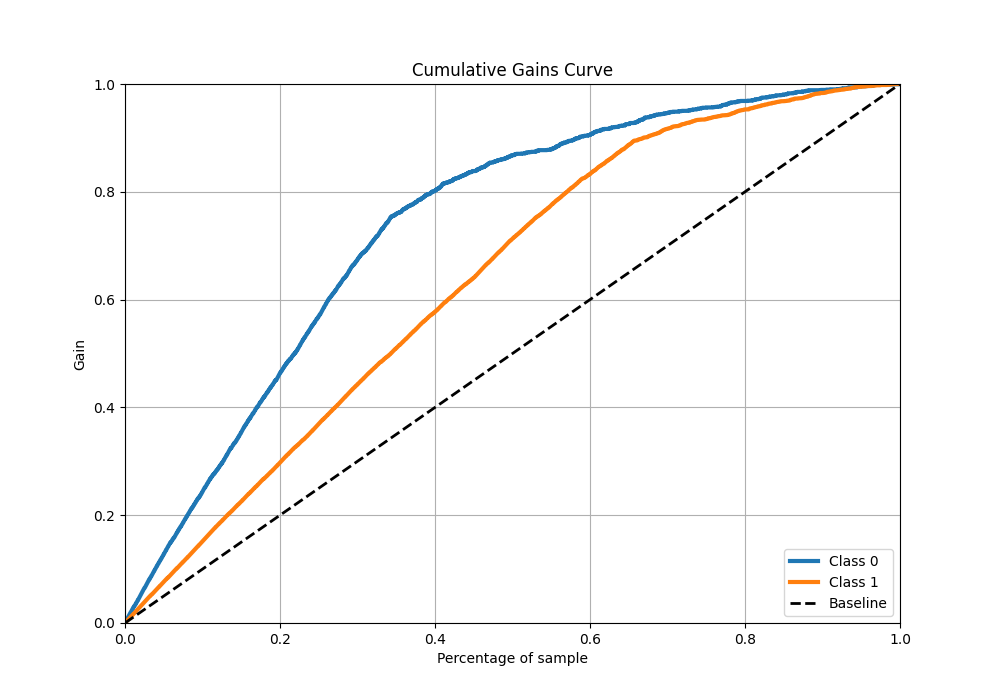 Cumulative Gains Curve
1.0
0.8
0.6
0.4
0.2
0.0
Gain
0.0 0.2 0.4 0.6 0.8 1.0
Percentage of sample
Class 0
Class 1
Baseline